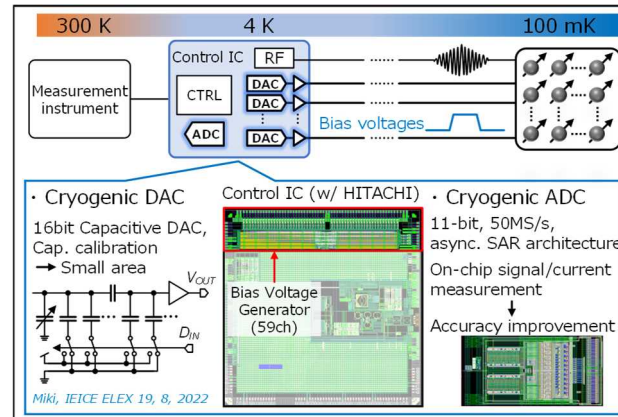 300 K
4 K
100 mK
Measurement
instrument
Control IC
RF
CTRL
ADC
DAC
DAC
DAC
Bias voltages
· Cryogenic DAC
16bit Capacitive DAC,
Cap. calibration
→ Small area
V_OUT
D_IN
Miki, IEICE ELEX 19, 8, 2022
Control IC (w/ HITACHI)
Bias Voltage
Generator
(59ch)
· Cryogenic ADC
11-bit, 50MS/s,
async. SAR architecture
On-chip signal/current
measurement
Accuracy improvement